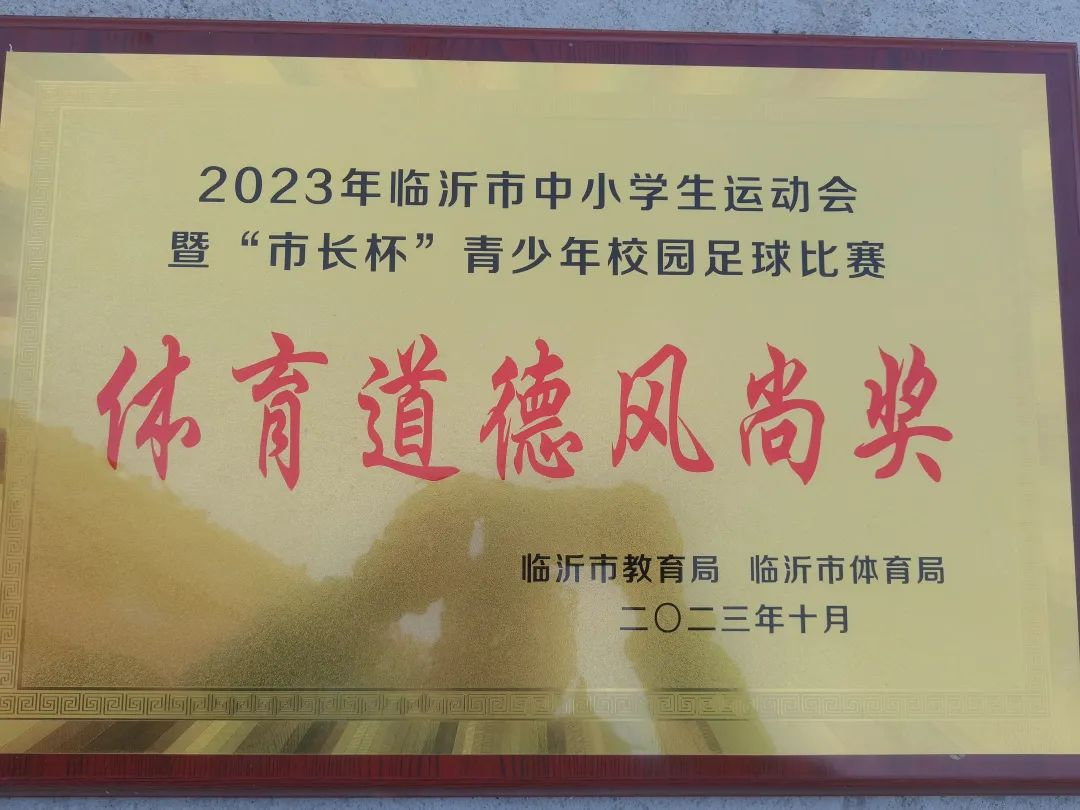 2023年临沂市中小学生运动会
暨“市长杯”青少年校园足球比赛
体育道德风尚奖
临沂市教育局 临沂市体育局
二〇二三年十月